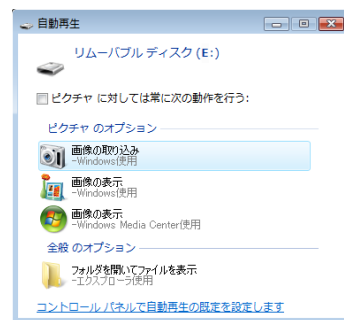 自動再生
リムーバブル ディスク (E:)
ピクチャ に対しては常に次の動作を行う:
ピクチャ のオプション
画像の取り込み
-Windows使用
画像の表示
-Windows使用
画像の表示
-Windows Media Center使用
全般 のオプション
フォルダを開いてファイルを表示
-エクスプローラ使用
コントロール パネルで自動再生の既定を設定します